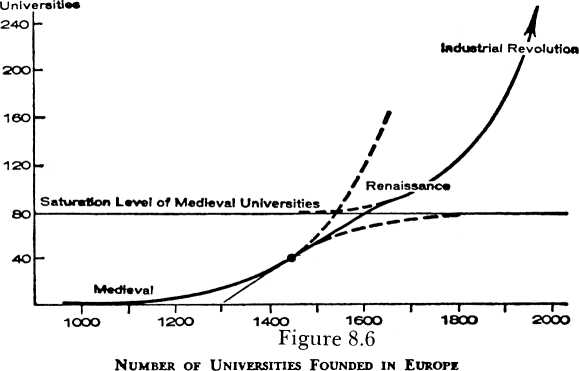 Universities
240
Industrial Revolution
200
160
120
Renaissance
Saturation Level of Medieval Universities
80
40
Medieval
1000 1200 1400 1600 1800 2000
Figure 8.6
NUMBER OF UNIVERSITIES FOUNDED IN EUROPE